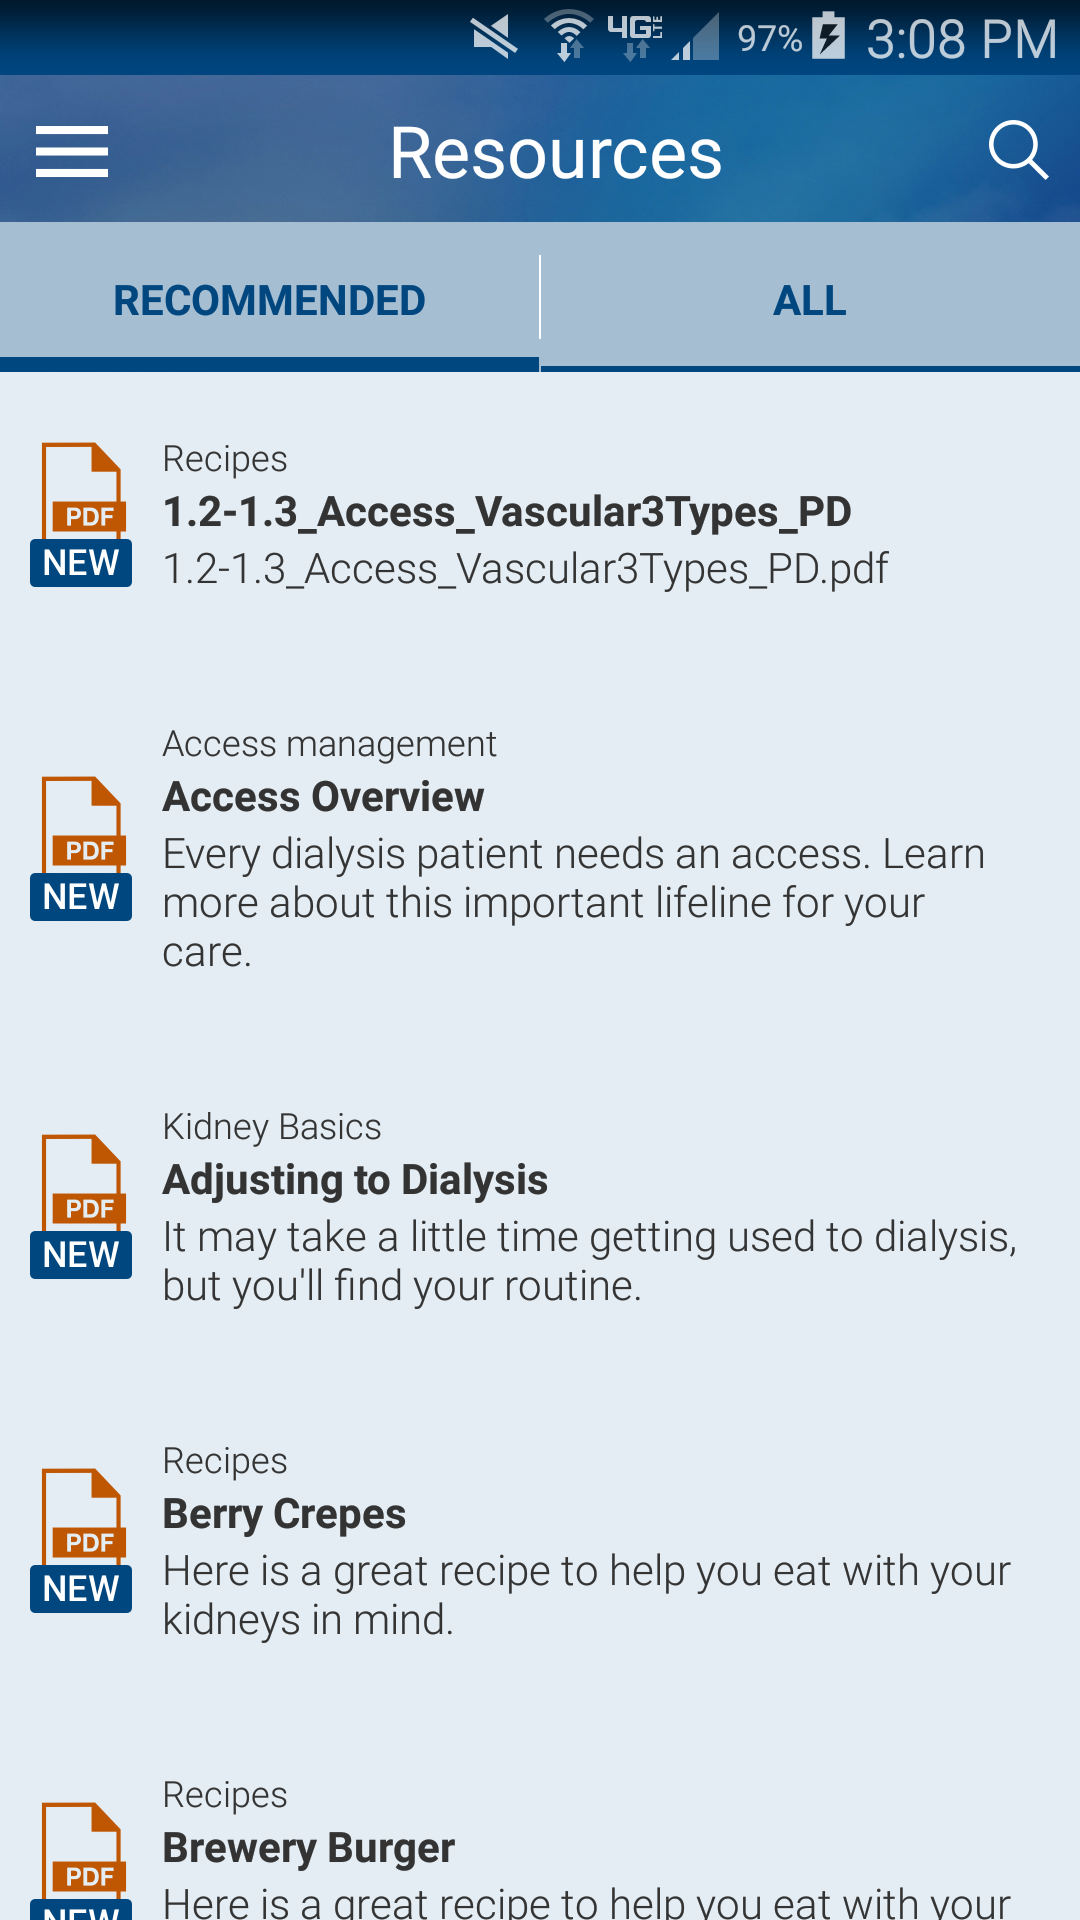 4G LTE 97% 3:08 PM
Resources
RECOMMENDED ALL
Recipes
1.2-1.3_Access_Vascular3Types_PD
1.2-1.3_Access_Vascular3Types_PD.pdf
PDF
NEW
Access management
Access Overview
Every dialysis patient needs an access. Learn
more about this important lifeline for your
care.
PDF
NEW
Kidney Basics
Adjusting to Dialysis
It may take a little time getting used to dialysis,
but you'll find your routine.
PDF
NEW
Recipes
Berry Crepes
Here is a great recipe to help you eat with your
kidneys in mind.
PDF
NEW
Recipes
Brewery Burger
Here is a great recipe to help you eat with your
PDF
NEW